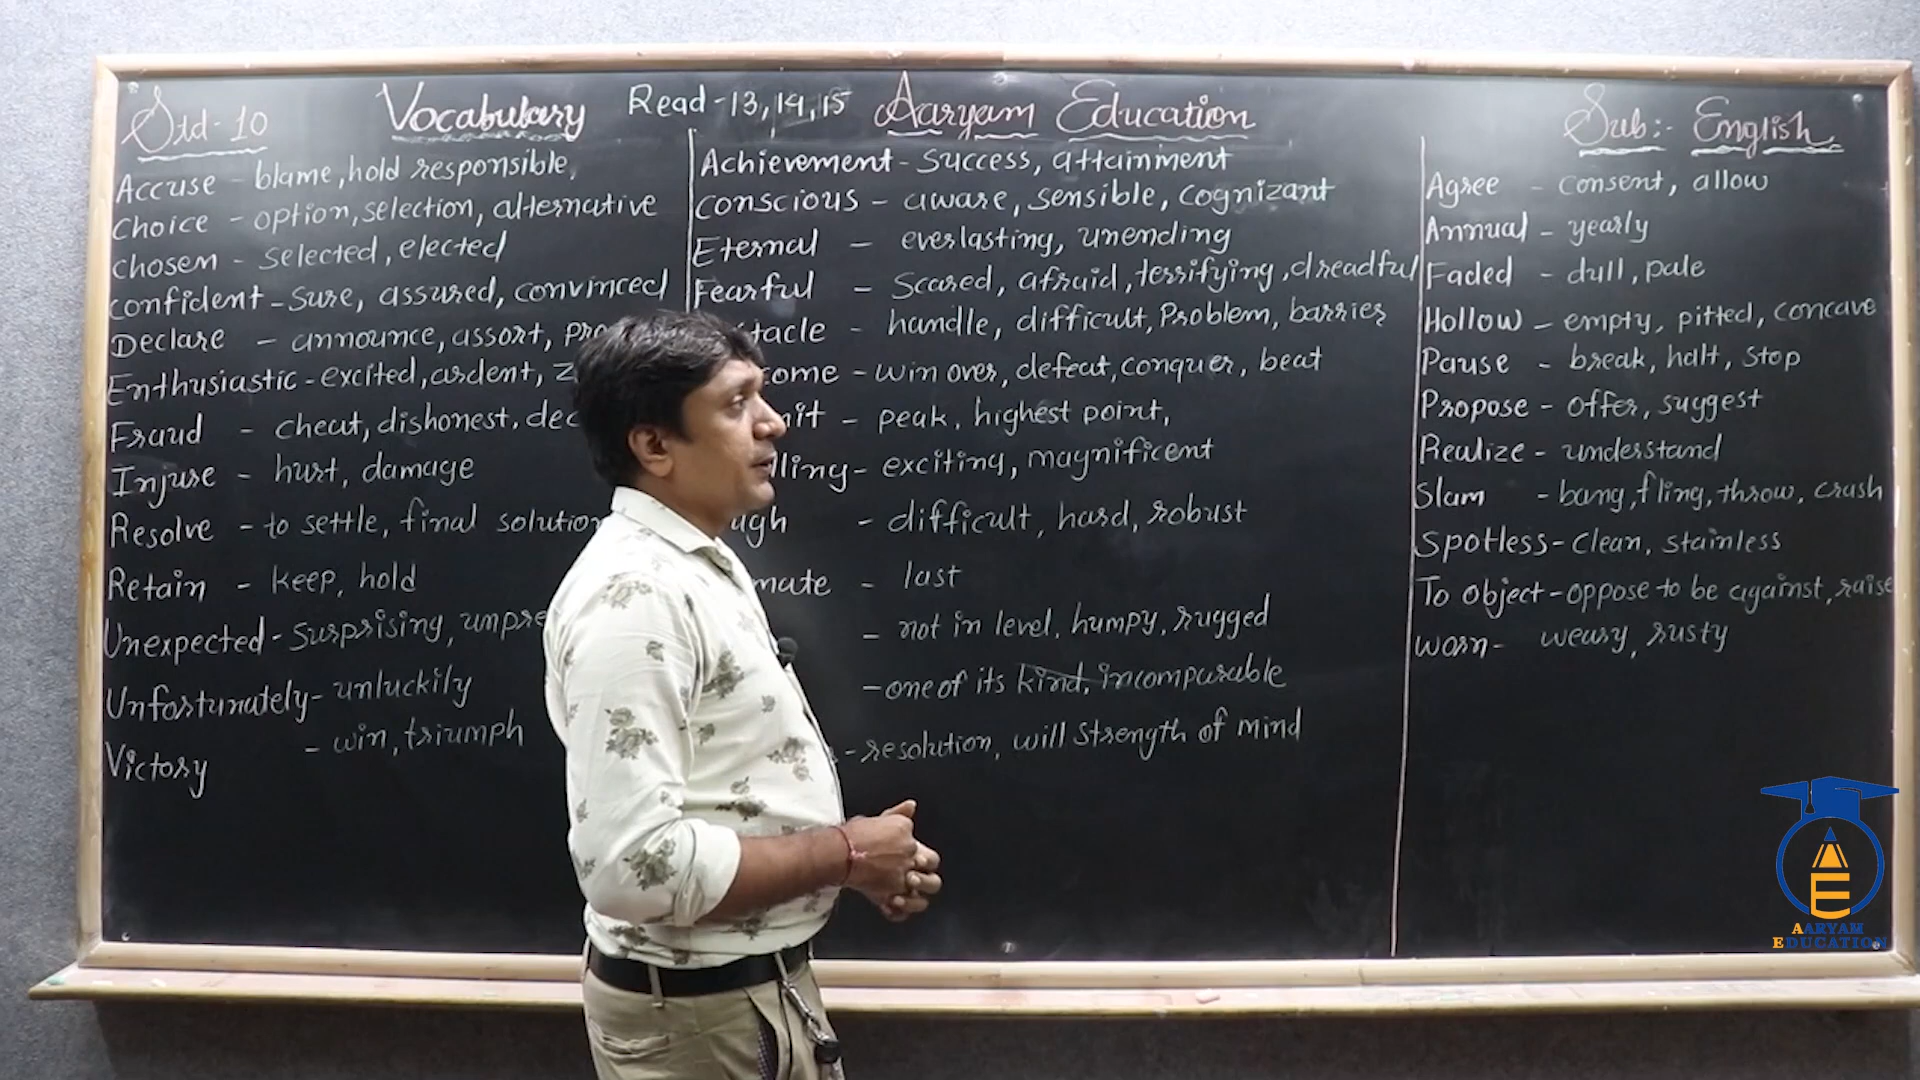 Std-10
Vocabulary
Read-13,14,15
Aaryam Education
Sub:- English
Accuse - blame, hold responsible,
Choice - option, selection, alternative
Chosen - selected, elected
Confident - sure, assured, convinced
Declare - announce, assort,
Enthusiastic - excited, ardent,
Fraud - cheat, dishonest,
Injure - hurt, damage
Resolve - to settle, final solution
Retain - keep, hold
Unexpected - surprising,
Unfortunately - unluckily
Victory - win, triumph
Achievement - success, attainment
Conscious - aware, sensible, cognizant
Eternal - everlasting, unending
Fearful - scared, afraid, terrifying, dreadful
- handle, difficult, Problem, barrier
- win over, defeat, conquer, beat
- peak, highest point,
- exciting, magnificent
- difficult, hard, robust
- last
- not in level, humpy, rugged
- one of its kind, incomparable
- resolution, will strength of mind
Agree - consent, allow
Annual - yearly
Faded - dull, pale
Hollow - empty, pitted, concave
Pause - break, halt, stop
Propose - offer, suggest
Realize - understand
Slam - bang, fling, throw, crash
Spotless - clean, stainless
To object - oppose to be against, raise
Worn - weary, rusty
AARYAM
EDUCATION